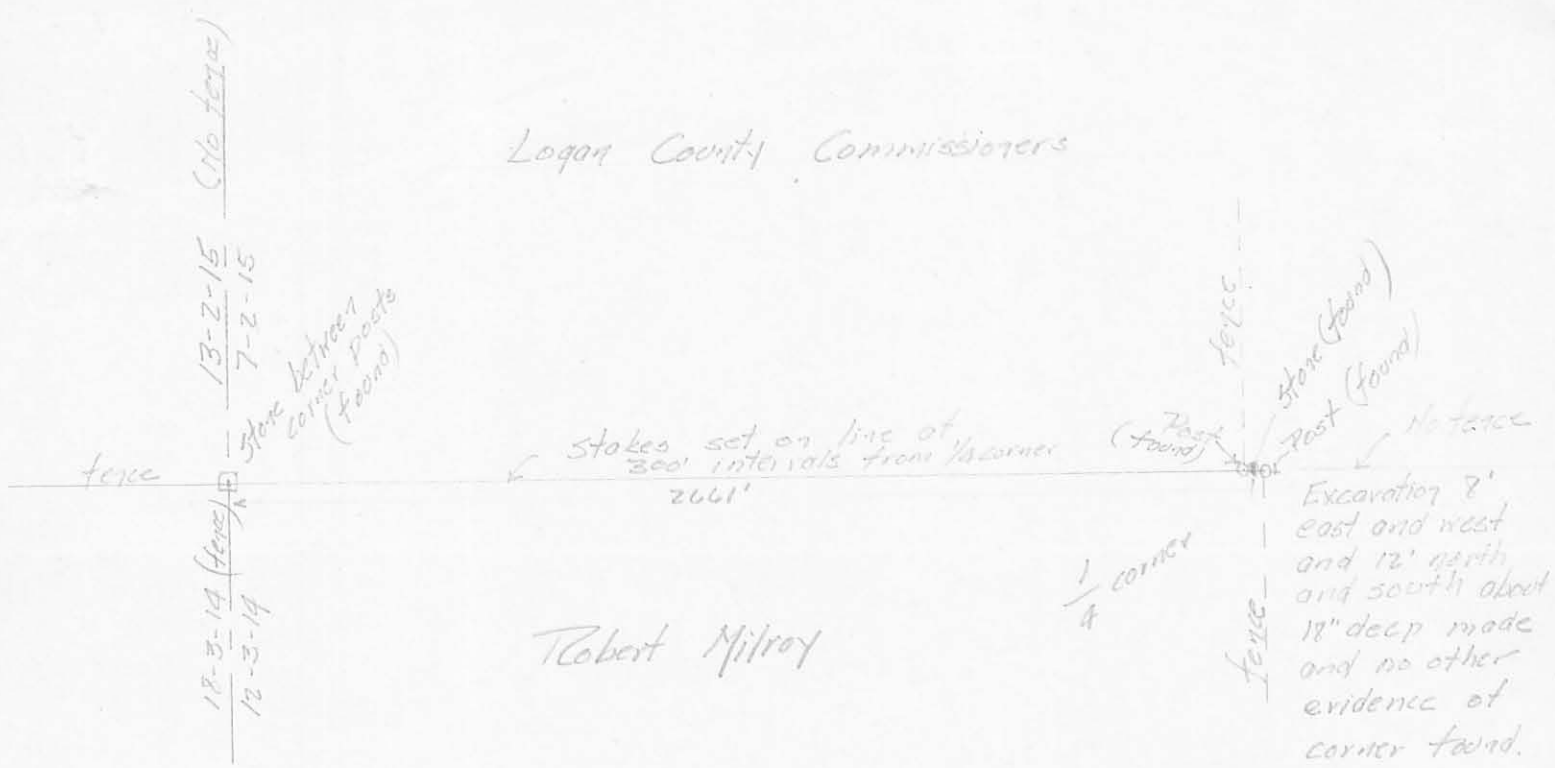 (No fence)
Logan County Commissioners
13-2-15
7-2-15
Stone between
corner posts
(found)
fence
Stone (found)
Post (found)
Post
(found)
No fence
fence
Stakes set on line at
300' intervals from 1/4 corner
2661'
18-3-14 (fence)
12-3-14
Robert Milroy
1/4 corner
fence
Excavation 8'
east and west
and 12' north
and south about
18" deep made
and no other
evidence of
corner found.